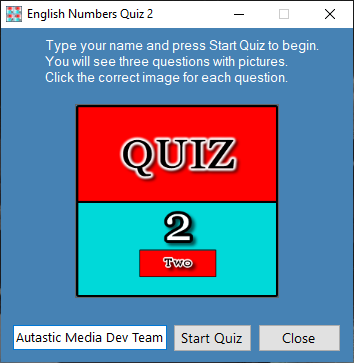 English Numbers Quiz 2
Type your name and press Start Quiz to begin.
You will see three questions with pictures.
Click the correct image for each question.
QUIZ
2
Two
Autastic Media Dev Team
Start Quiz
Close